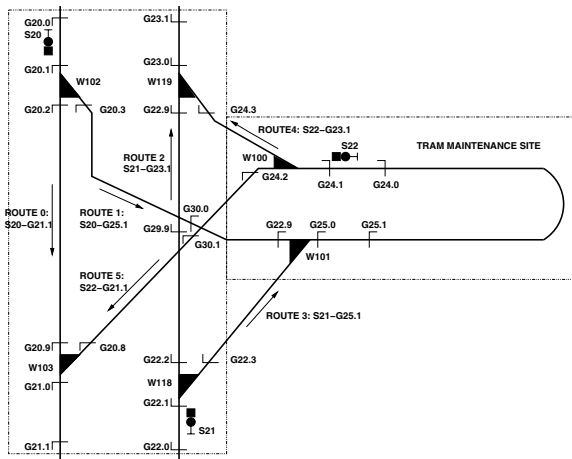 G20.0
S20
G23.1
G20.1
W102
G23.0
W119
G20.2
G20.3
G22.9
G24.3
ROUTE4: S22–G23.1
S22
TRAM MAINTENANCE SITE
ROUTE 2
S21–G23.1
W100
G24.2
G24.1
G24.0
ROUTE 0:
S20–G21.1
ROUTE 1:
S20–G25.1
G30.0
G29.9
G30.1
G22.9
G25.0
G25.1
W101
ROUTE 5:
S22–G21.1
ROUTE 3: S21–G25.1
G20.9
G20.8
W103
G22.2
G22.3
G21.0
W118
G22.1
S21
G21.1
G22.0